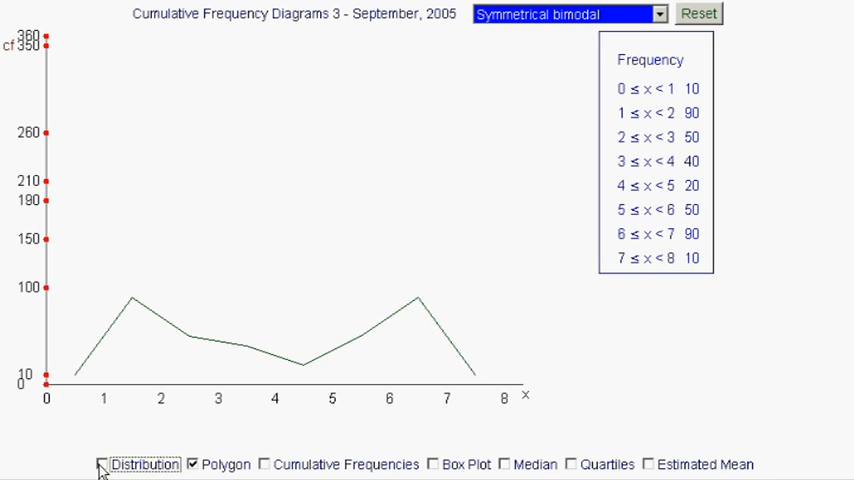 Cumulative Frequency Diagrams 3 - September, 2005
Symmetrical bimodal
Reset
cf
360
350
260
210
190
150
100
10
0
0 1 2 3 4 5 6 7 8 x
Frequency
0 ≤ x < 1 10
1 ≤ x < 2 90
2 ≤ x < 3 50
3 ≤ x < 4 40
4 ≤ x < 5 20
5 ≤ x < 6 50
6 ≤ x < 7 90
7 ≤ x < 8 10
Distribution Polygon Cumulative Frequencies Box Plot Median Quartiles Estimated Mean